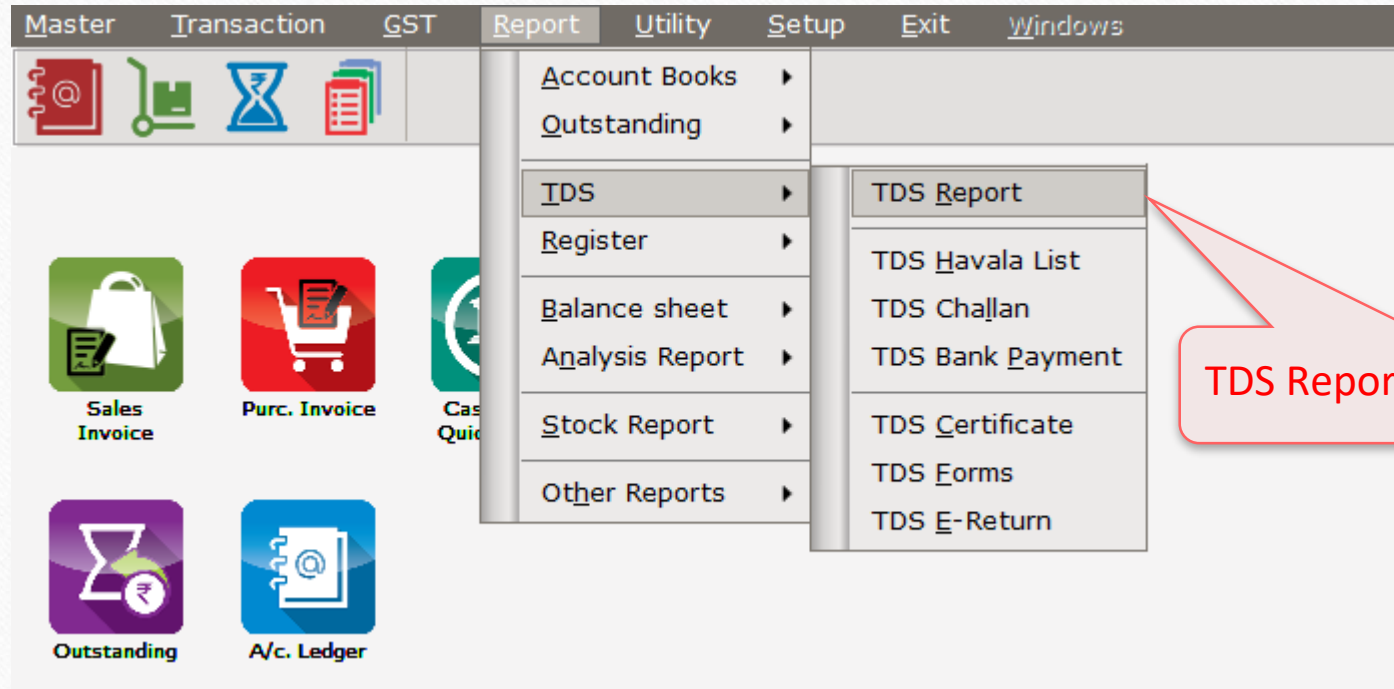 Master Transaction GST Report Utility Setup Exit Windows
Account Books
Outstanding
TDS
Register
Balance sheet
Analysis Report
Stock Report
Other Reports
TDS Report
TDS Havala List
TDS Challan
TDS Bank Payment
TDS Certificate
TDS Forms
TDS E-Return
TDS Repor
Sales
Invoice
Purc. Invoice
Cas
Quic
Outstanding
A/c. Ledger